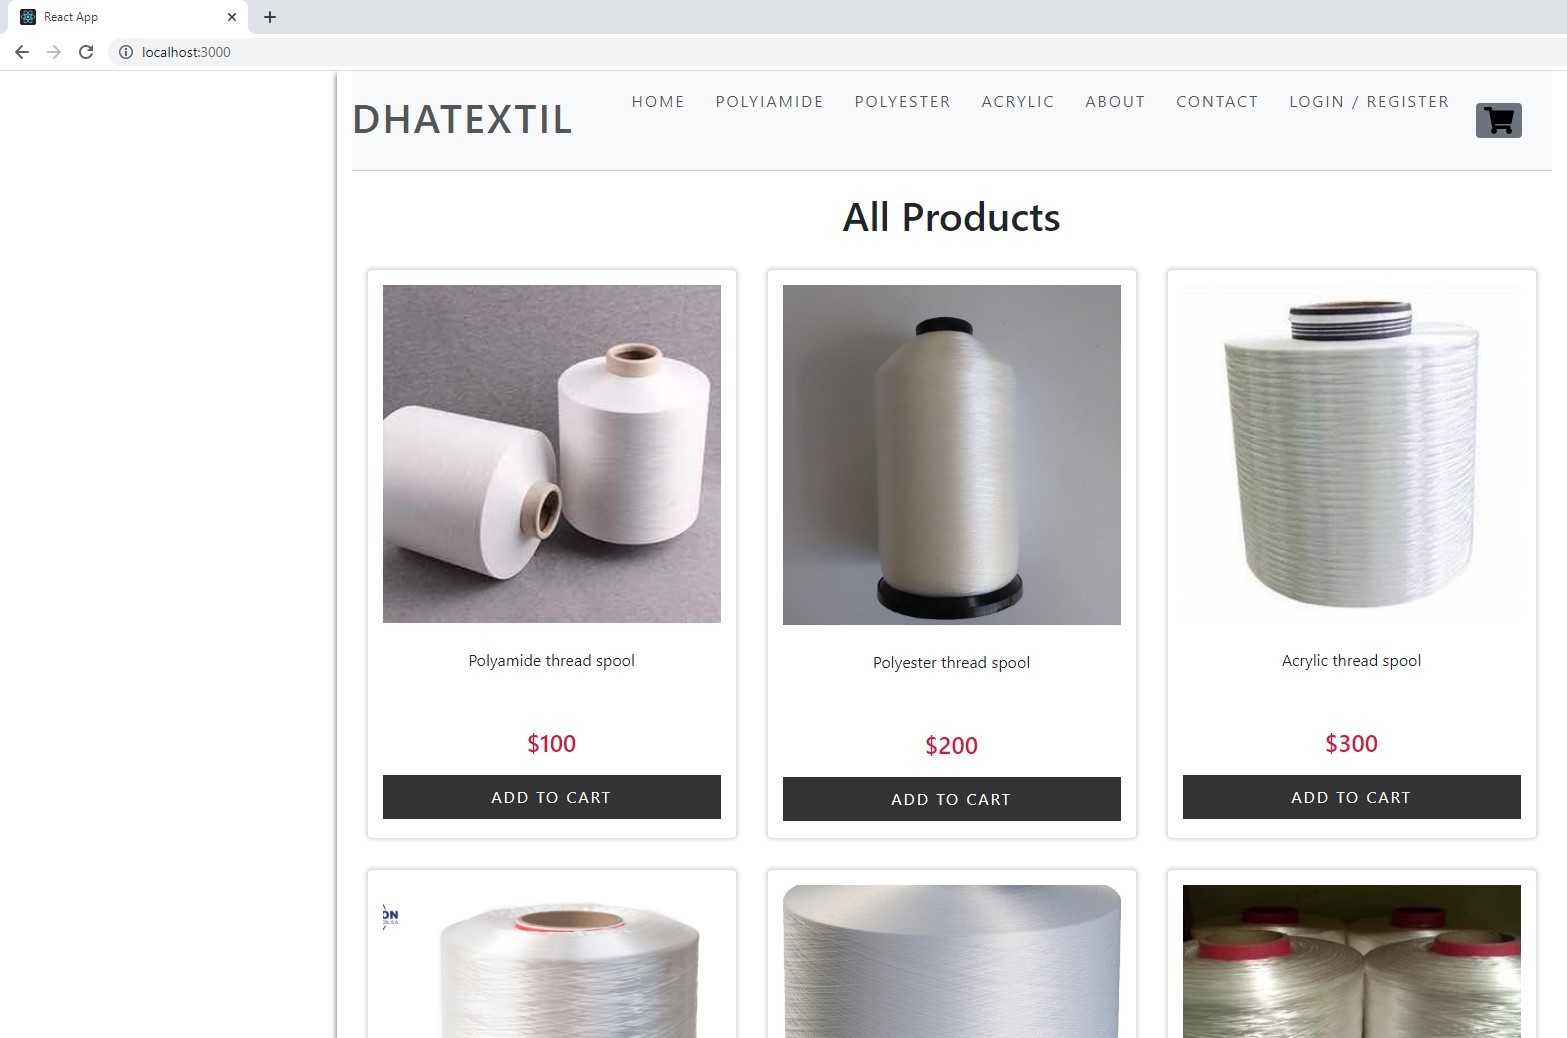 React App
localhost:3000
DHATEXTIL
HOME POLYIAMIDE POLYESTER ACRYLIC ABOUT CONTACT LOGIN / REGISTER
All Products
Polyamide thread spool
$100
ADD TO CART
Polyester thread spool
$200
ADD TO CART
Acrylic thread spool
$300
ADD TO CART
ON